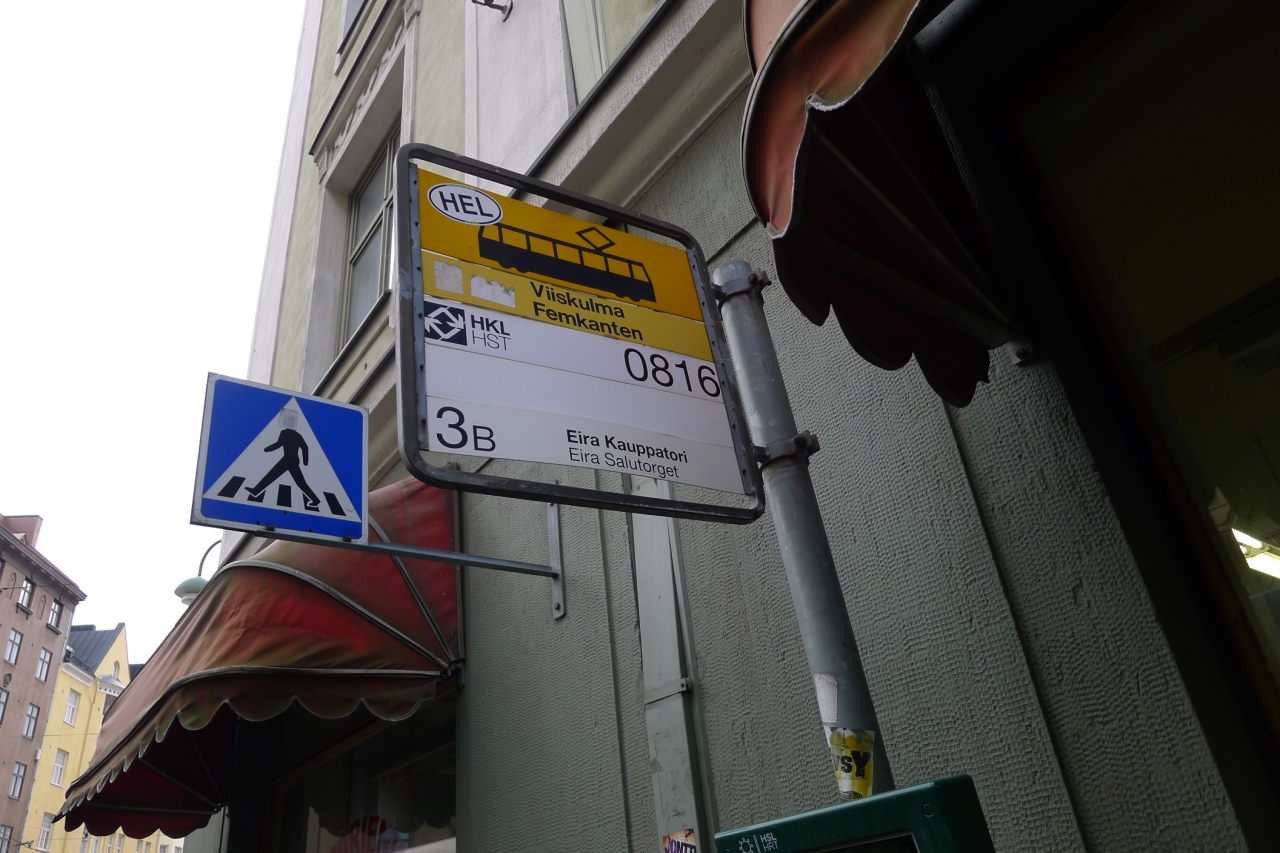 HEL
Viiskulma
Femkanten
HKL
HST
0816
3B
Eira Kauppatori
Eira Salutorget
HSL
HRT